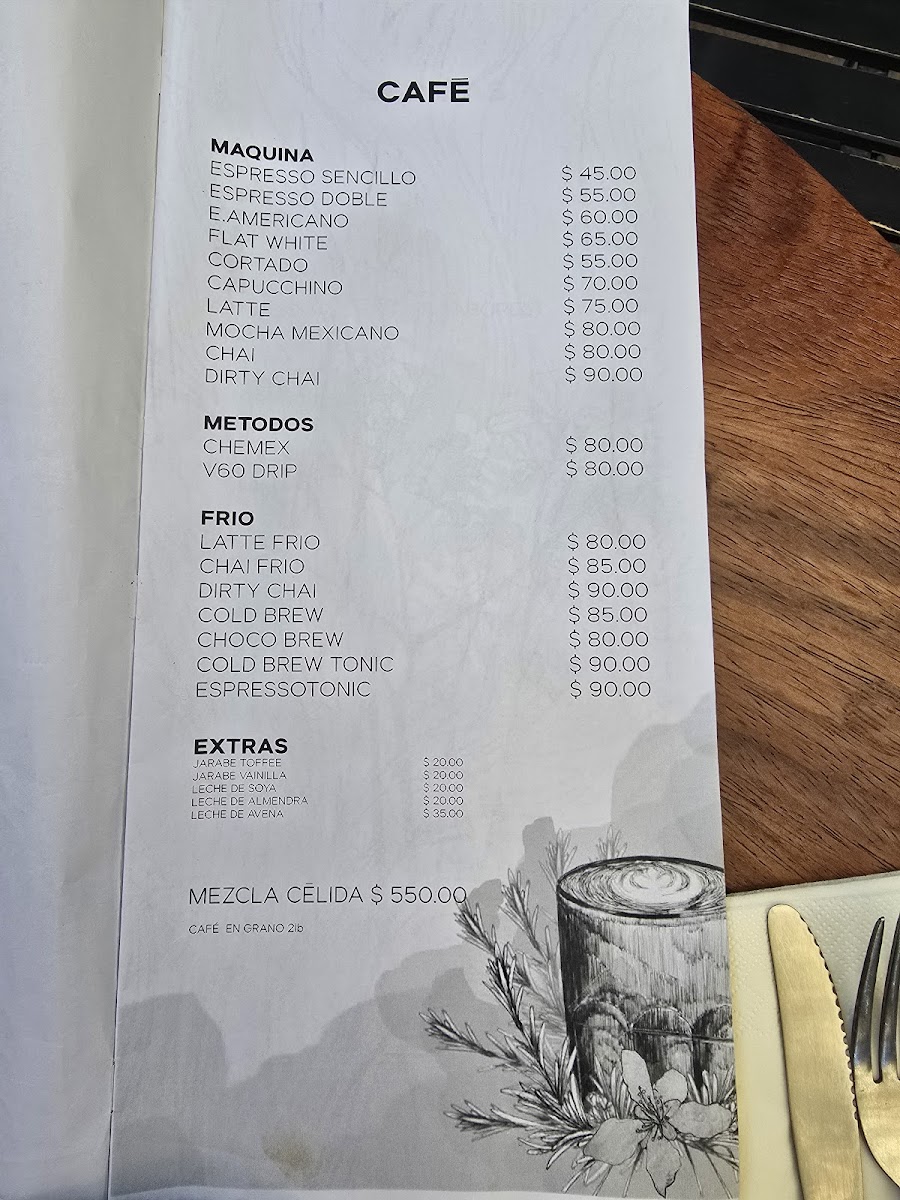 CAFÉ
MAQUINA
ESPRESSO SENCILLO $ 45.00
ESPRESSO DOBLE $ 55.00
E.AMERICANO $ 60.00
FLAT WHITE $ 65.00
CORTADO $ 55.00
CAPUCCHINO $ 70.00
LATTE $ 75.00
MOCHA MEXICANO $ 80.00
CHAI $ 80.00
DIRTY CHAI $ 90.00
METODOS
CHEMEX $ 80.00
V60 DRIP $ 80.00
FRIO
LATTE FRIO $ 80.00
CHAI FRIO $ 85.00
DIRTY CHAI $ 90.00
COLD BREW $ 85.00
CHOCO BREW $ 80.00
COLD BREW TONIC $ 90.00
ESPRESSOTONIC $ 90.00
EXTRAS
JARABE TOFFEE $ 20.00
JARABE VAINILLA $ 20.00
LECHE DE SOYA $ 20.00
LECHE DE ALMENDRA $ 20.00
LECHE DE AVENA $ 35.00
MEZCLA CĒLIDA $ 550.00
CAFÉ EN GRANO 2lb